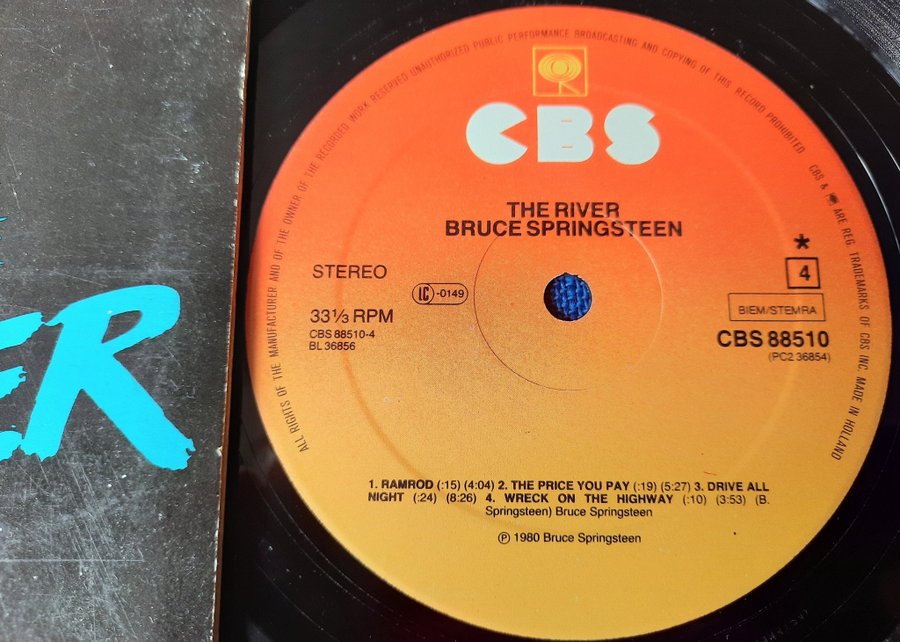 ER
ALL RIGHTS OF THE MANUFACTURER AND OF THE OWNER OF THE RECORDED WORK RESERVED UNAUTHORIZED PUBLIC PERFORMANCE BROADCASTING AND COPYING OF THIS RECORD PROHIBITED
CBS & ARE REG. TRADEMARKS OF CBS INC. MADE IN HOLLAND
CBS
THE RIVER
BRUCE SPRINGSTEEN
STEREO
LC -0149
*
4
33⅓ RPM
BIEM/STEMRA
CBS 88510-4
CBS 88510
BL 36856
(PC2 36854)
1. RAMROD (:15) (4:04) 2. THE PRICE YOU PAY (:19) (5:27) 3. DRIVE ALL
NIGHT (:24) (8:26) 4. WRECK ON THE HIGHWAY (:10) (3:53) (B.
Springsteen) Bruce Springsteen
℗ 1980 Bruce Springsteen